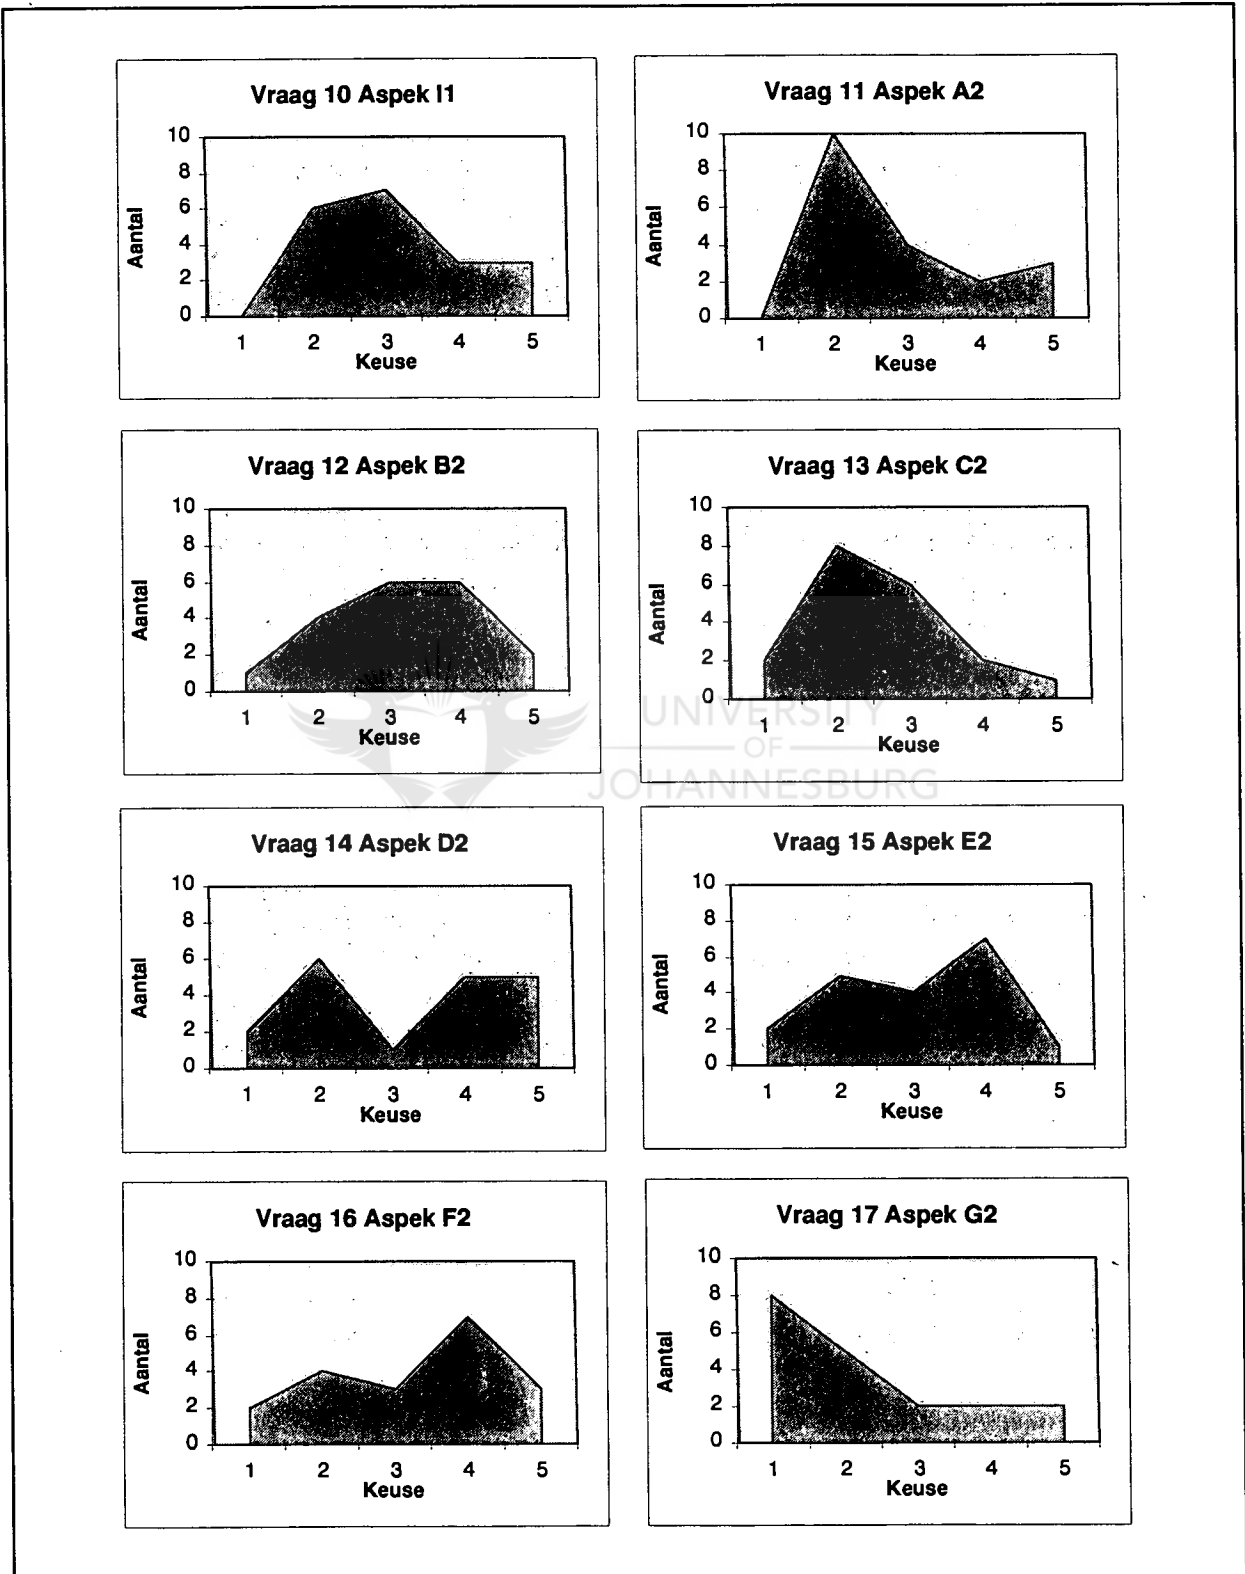 Vraag 10 Aspek I1
10
8
6
4
2
0
Aantal
1 2 3 4 5
Keuse
Vraag 11 Aspek A2
10
8
6
4
2
0
Aantal
1 2 3 4 5
Keuse
Vraag 12 Aspek B2
10
8
6
4
2
0
Aantal
1 2 3 4 5
Keuse
Vraag 13 Aspek C2
10
8
6
4
2
0
Aantal
1 2 3 4 5
Keuse
UNIVERSITY
OF
JOHANNESBURG
Vraag 14 Aspek D2
10
8
6
4
2
0
Aantal
1 2 3 4 5
Keuse
Vraag 15 Aspek E2
10
8
6
4
2
0
Aantal
1 2 3 4 5
Keuse
Vraag 16 Aspek F2
10
8
6
4
2
0
Aantal
1 2 3 4 5
Keuse
Vraag 17 Aspek G2
10
8
6
4
2
0
Aantal
1 2 3 4 5
Keuse